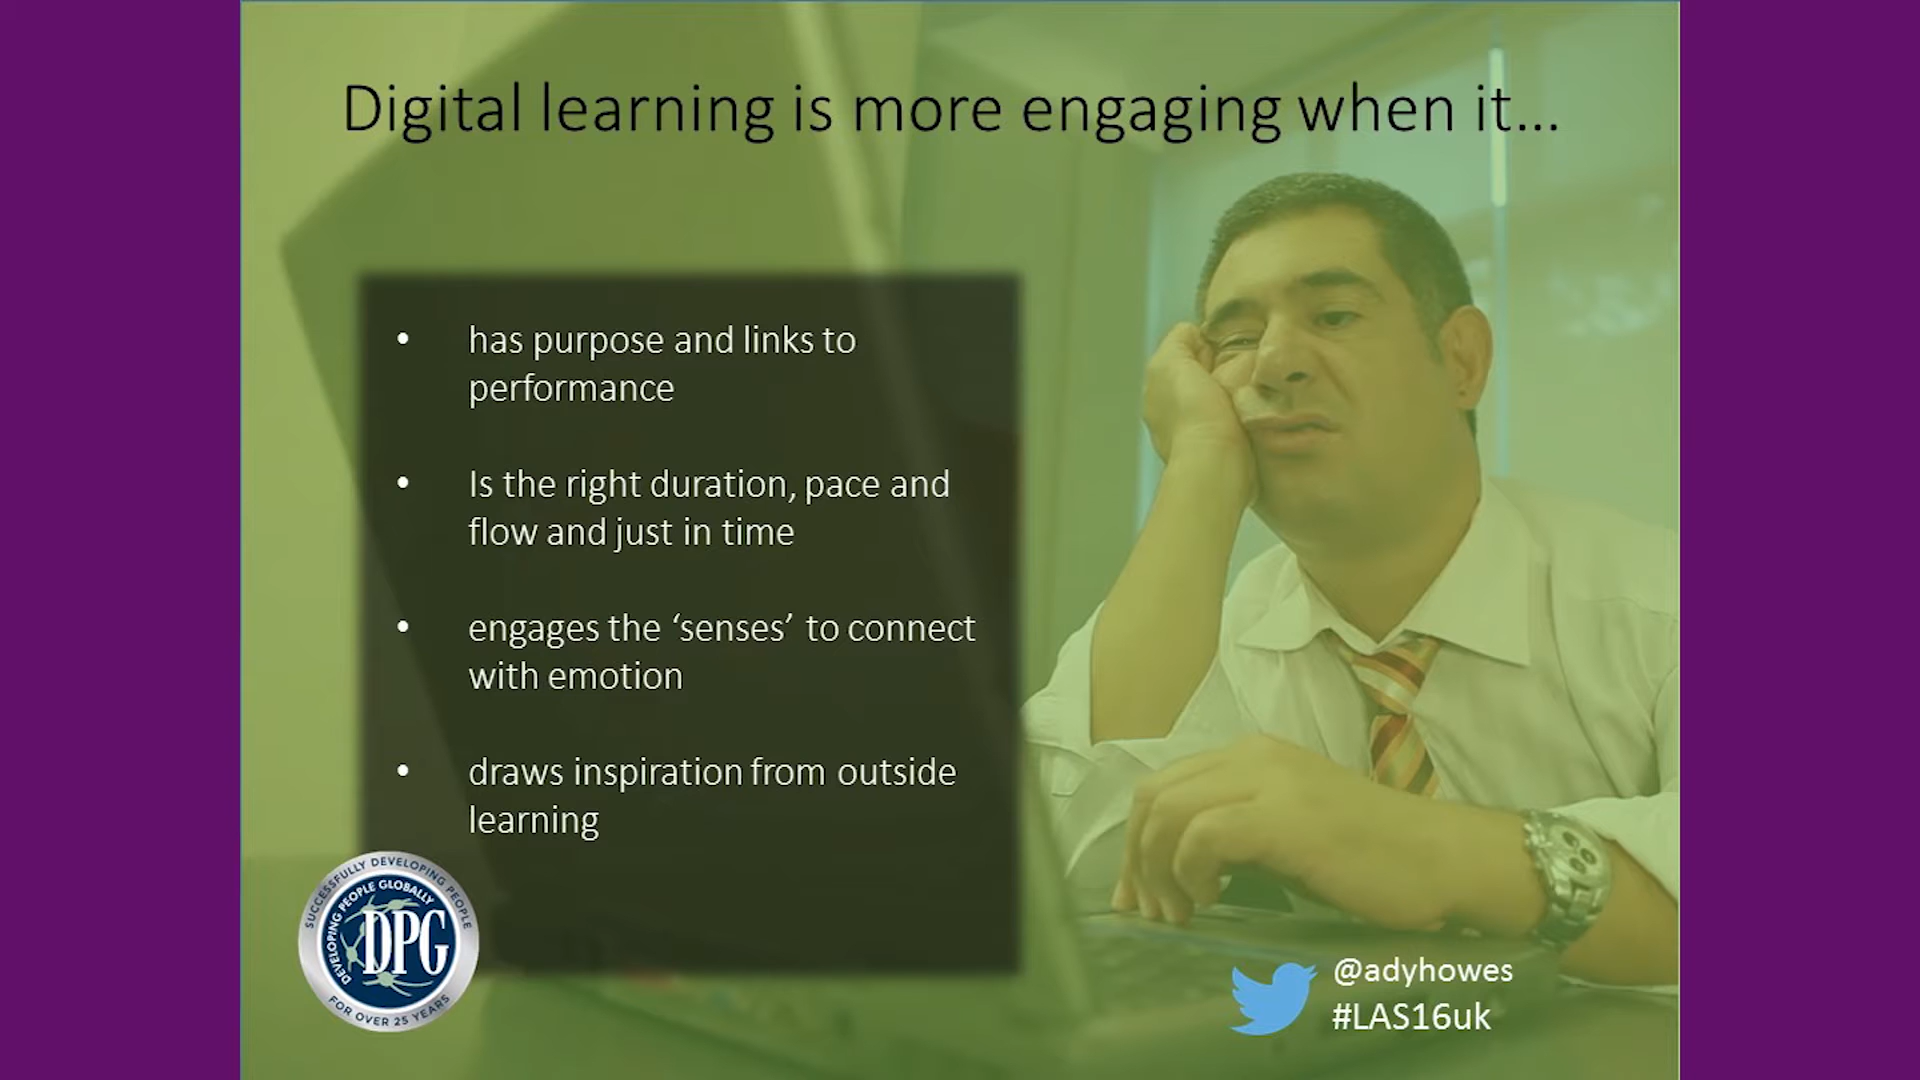 Digital learning is more engaging when it...
• has purpose and links to
performance
• Is the right duration, pace and
flow and just in time
• engages the ‘senses’ to connect
with emotion
• draws inspiration from outside
learning
SUCCESSFULLY DEVELOPING PEOPLE
DEVELOPING PEOPLE GLOBALLY
DPG
FOR OVER 25 YEARS
@adyhowes
#LAS16uk